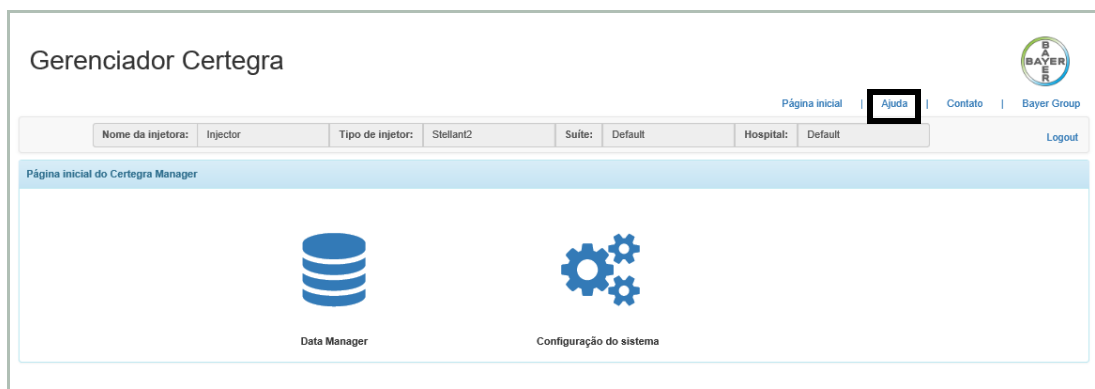 Gerenciador Certegra
BAYER
BAYER
Página inicial | Ajuda | Contato | Bayer Group
Nome da injetora: Injector Tipo de injetor: Stellant2 Suíte: Default Hospital: Default Logout
Página inicial do Certegra Manager
Data Manager Configuração do sistema